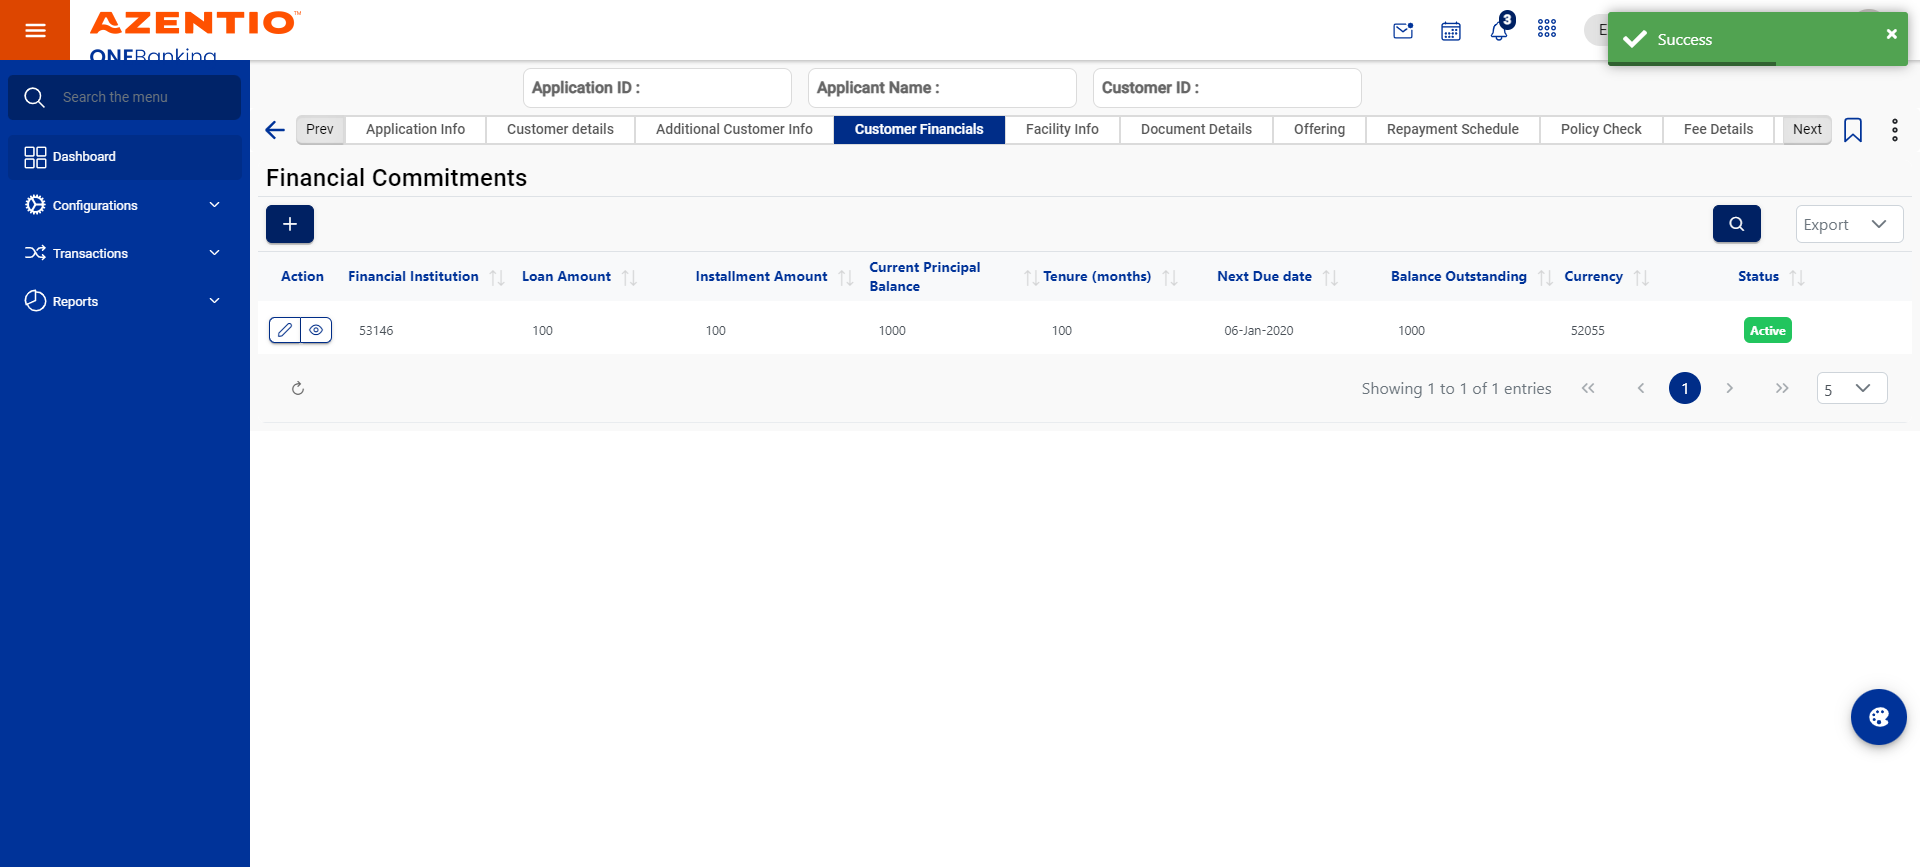 AZENTIO™
ONEBanking
3
E
Success
Search the menu
Dashboard
Configurations
Transactions
Reports
Application ID :
Applicant Name :
Customer ID :
Prev
Application Info
Customer details
Additional Customer Info
Customer Financials
Facility Info
Document Details
Offering
Repayment Schedule
Policy Check
Fee Details
Next
Financial Commitments
Export
Action
Financial Institution
Loan Amount
Installment Amount
Current Principal
Balance
Tenure (months)
Next Due date
Balance Outstanding
Currency
Status
53146
100
100
1000
100
06-Jan-2020
1000
52055
Active
Showing 1 to 1 of 1 entries
1
5